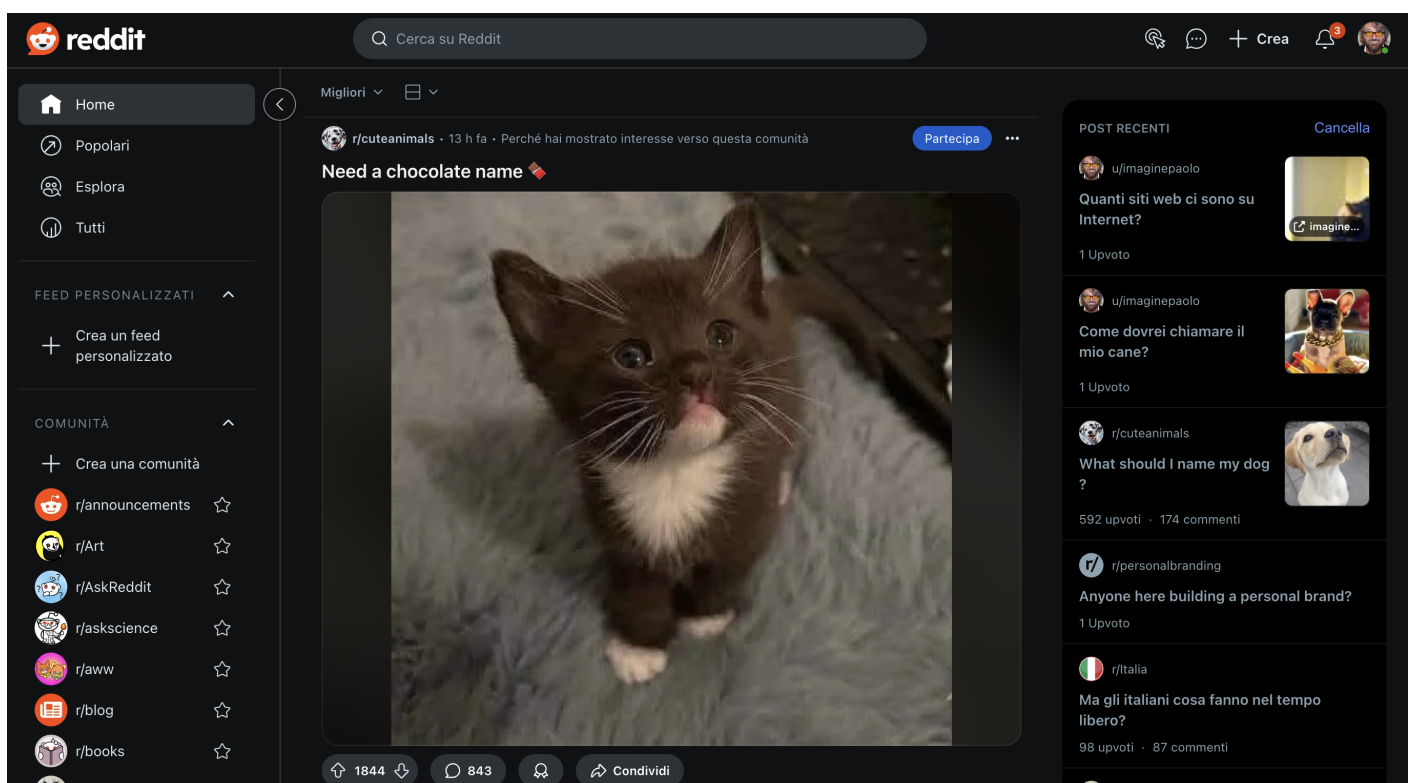 reddit
Cerca su Reddit
Crea
3
Home
Popolari
Esplora
Tutti
FEED PERSONALIZZATI
Crea un feed
personalizzato
COMUNITÀ
Crea una comunità
r/announcements
r/Art
r/AskReddit
r/askscience
r/aww
r/blog
r/books
Migliori
r/cuteanimals • 13 h fa • Perché hai mostrato interesse verso questa comunità
Partecipa
Need a chocolate name 🍫
1844
843
Condividi
POST RECENTI
Cancella
u/imaginepaolo
Quanti siti web ci sono su
Internet?
imagine...
1 Upvoto
u/imaginepaolo
Come dovrei chiamare il
mio cane?
1 Upvoto
r/cuteanimals
What should I name my dog
?
592 upvoti · 174 commenti
r/
r/personalbranding
Anyone here building a personal brand?
1 Upvoto
r/Italia
Ma gli italiani cosa fanno nel tempo
libero?
98 upvoti · 87 commenti